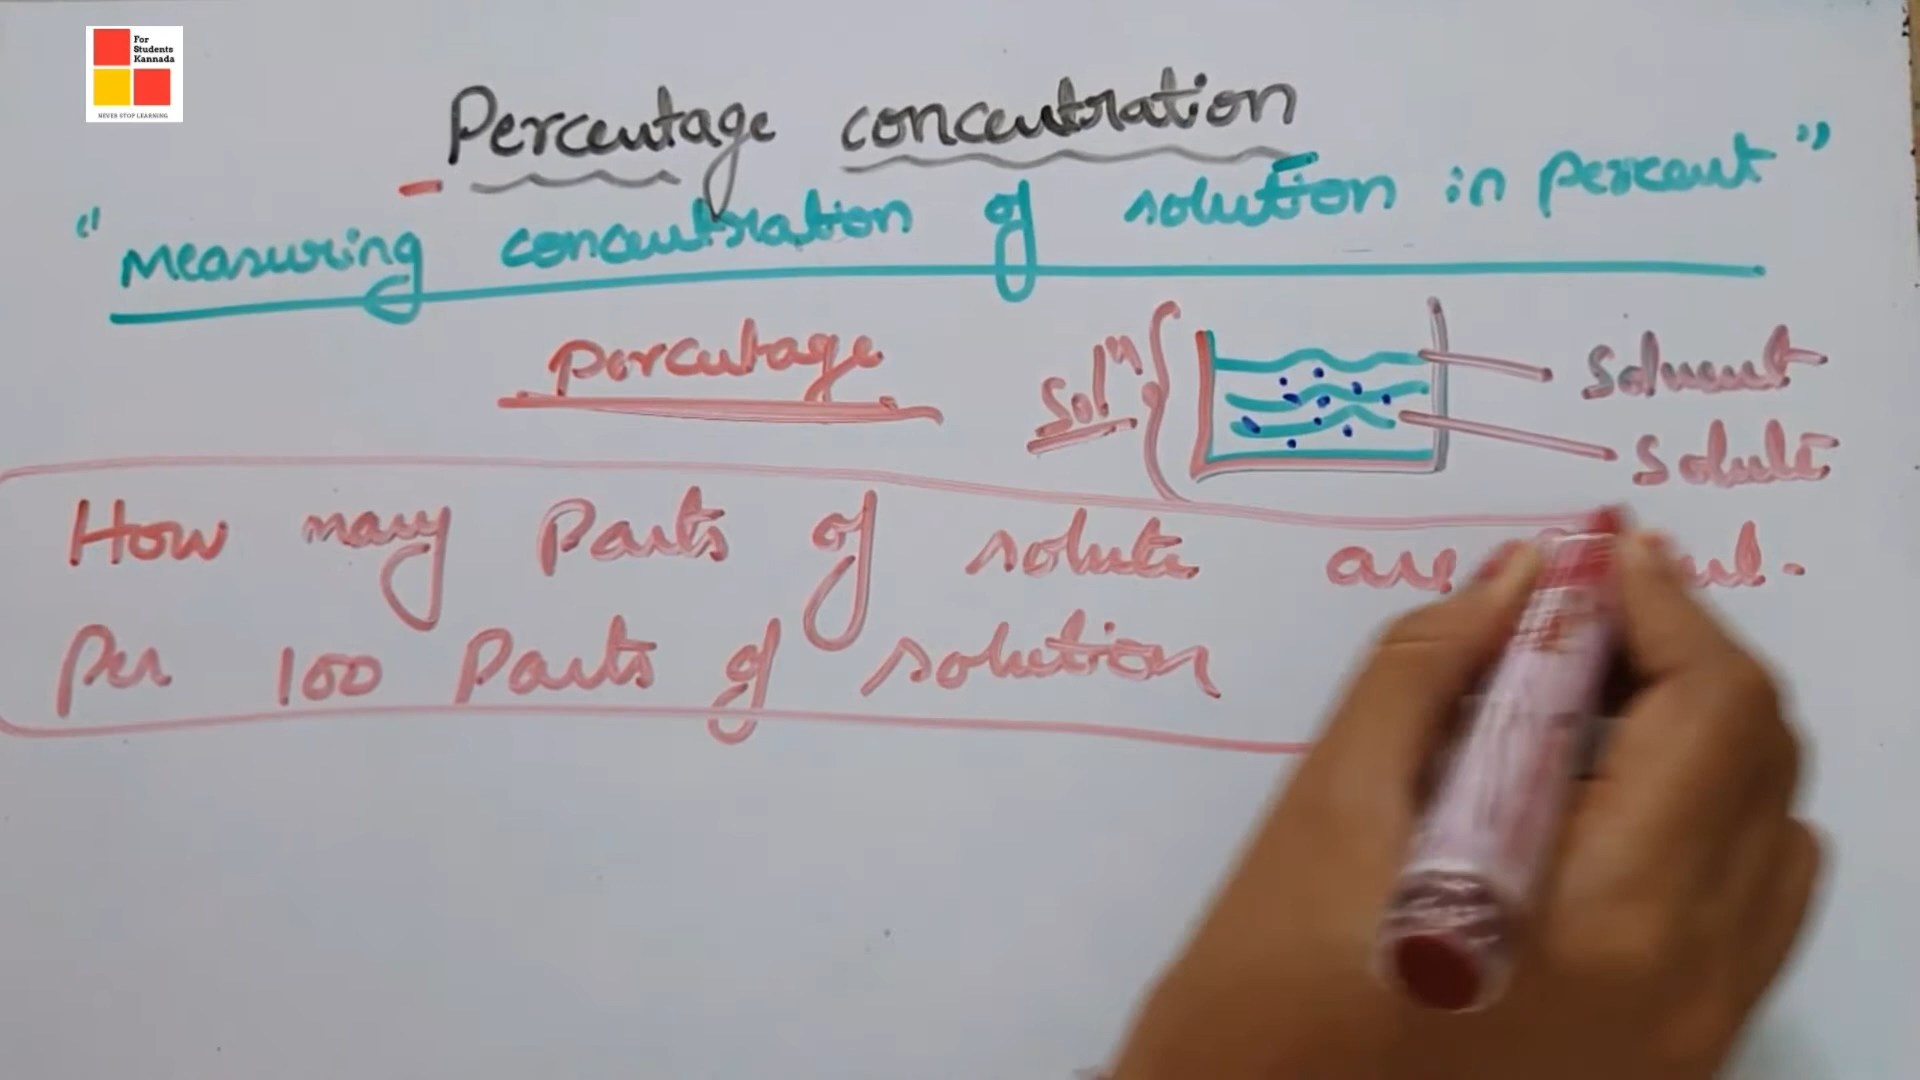 For
Students
Kannada
NEVER STOP LEARNING
Percentage concentration
"Measuring concentration of solution in percent"
Percentage
Solⁿ
Solvent
Solute
How many Parts of solute are
Per 100 Parts of solution